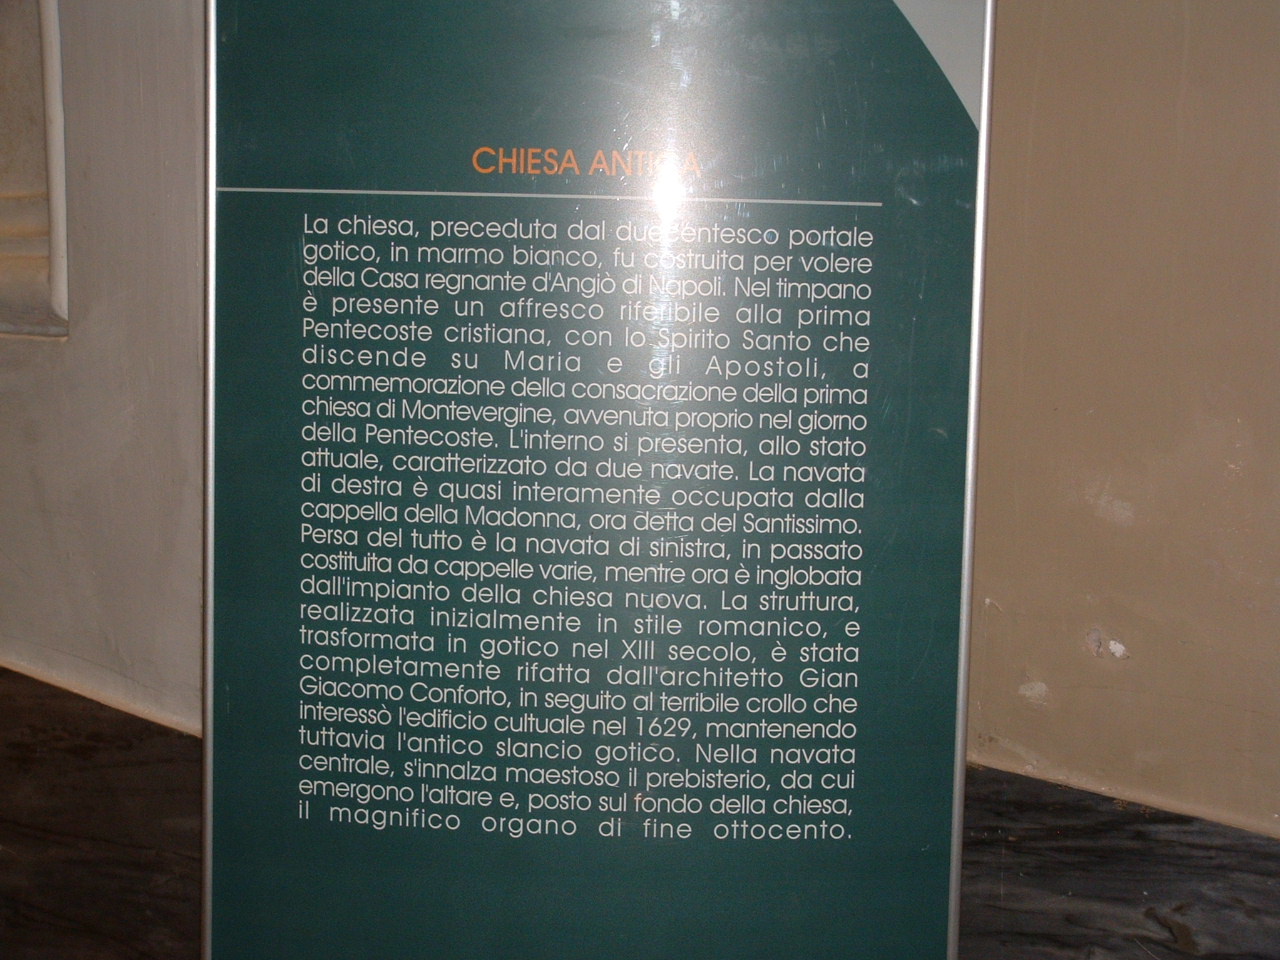 CHIESA ANTICA
La chiesa, preceduta dal duecentesco portale
gotico, in marmo bianco, fu costruita per volere
della Casa regnante d'Angiò di Napoli. Nel timpano
è presente un affresco riferibile alla prima
Pentecoste cristiana, con lo Spirito Santo che
discende su Maria e gli Apostoli, a
commemorazione della consacrazione della prima
chiesa di Montevergine, avvenuta proprio nel giorno
della Pentecoste. L'interno si presenta, allo stato
attuale, caratterizzato da due navate. La navata
di destra è quasi interamente occupata dalla
cappella della Madonna, ora detta del Santissimo.
Persa del tutto è la navata di sinistra, in passato
costituita da cappelle varie, mentre ora è inglobata
dall'impianto della chiesa nuova. La struttura,
realizzata inizialmente in stile romanico, e
trasformata in gotico nel XIII secolo, è stata
completamente rifatta dall'architetto Gian
Giacomo Conforto, in seguito al terribile crollo che
interessò l'edificio cultuale nel 1629, mantenendo
tuttavia l'antico slancio gotico. Nella navata
centrale, s'innalza maestoso il prebisterio, da cui
emergono l'altare e, posto sul fondo della chiesa,
il magnifico organo di fine ottocento.